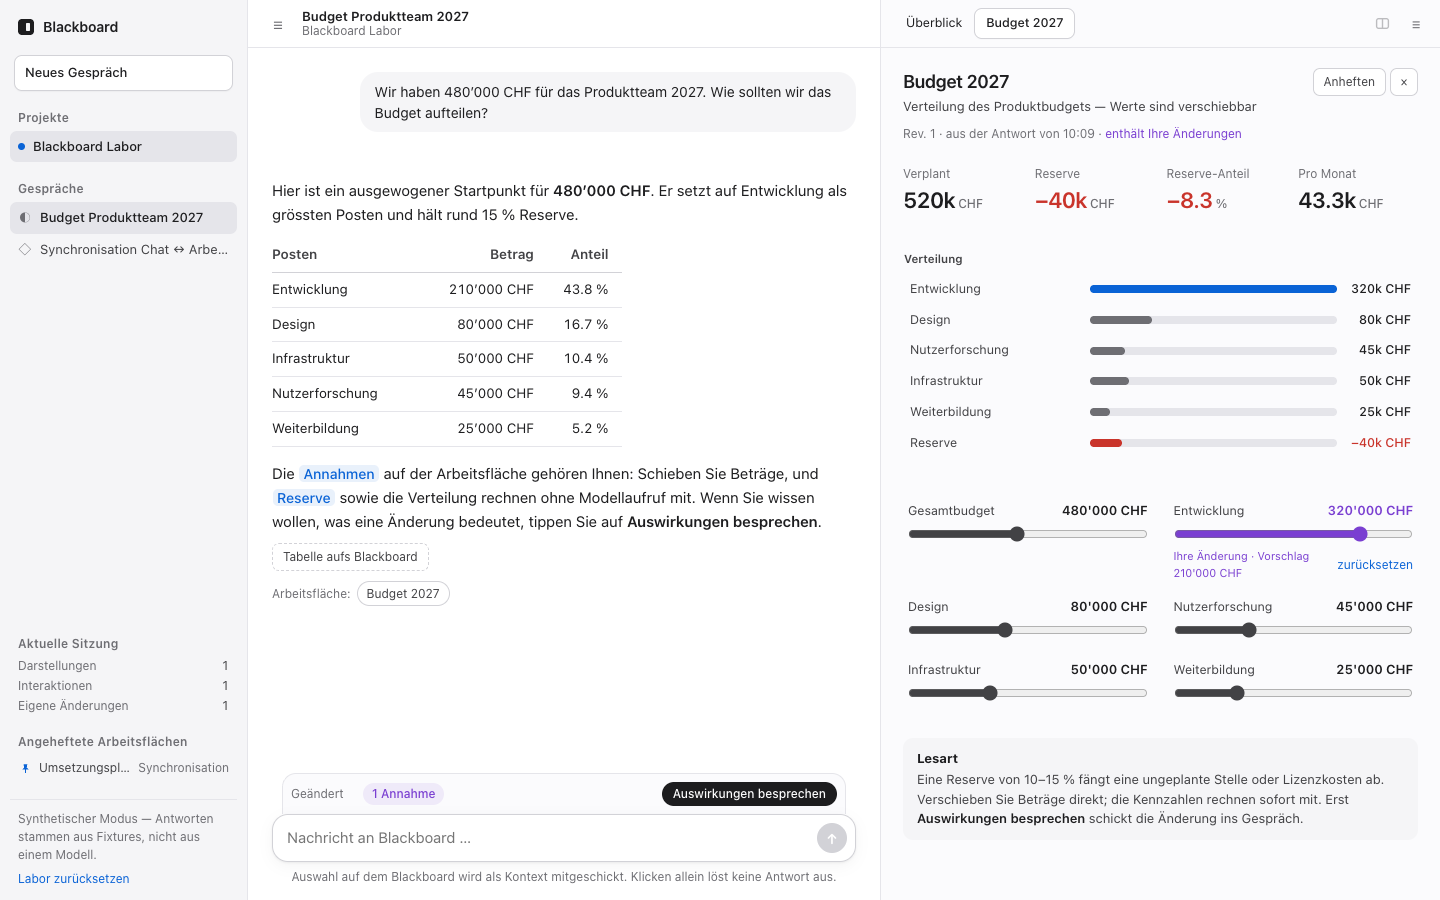 Blackboard
Neues Gespräch
Projekte
Blackboard Labor
Gespräche
Budget Produktteam 2027
Synchronisation Chat ↔ Arbe…
Aktuelle Sitzung
Darstellungen 1
Interaktionen 1
Eigene Änderungen 1
Angeheftete Arbeitsflächen
Umsetzungspl… Synchronisation
Synthetischer Modus — Antworten
stammen aus Fixtures, nicht aus
einem Modell.
Labor zurücksetzen
Budget Produktteam 2027
Blackboard Labor
Wir haben 480’000 CHF für das Produktteam 2027. Wie sollten wir das
Budget aufteilen?
Hier ist ein ausgewogener Startpunkt für 480’000 CHF. Er setzt auf Entwicklung als
grössten Posten und hält rund 15 % Reserve.
Posten Betrag Anteil
Entwicklung 210’000 CHF 43.8 %
Design 80’000 CHF 16.7 %
Infrastruktur 50’000 CHF 10.4 %
Nutzerforschung 45’000 CHF 9.4 %
Weiterbildung 25’000 CHF 5.2 %
Die Annahmen auf der Arbeitsfläche gehören Ihnen: Schieben Sie Beträge, und
Reserve sowie die Verteilung rechnen ohne Modellaufruf mit. Wenn Sie wissen
wollen, was eine Änderung bedeutet, tippen Sie auf Auswirkungen besprechen.
Tabelle aufs Blackboard
Arbeitsfläche: Budget 2027
Geändert 1 Annahme Auswirkungen besprechen
Nachricht an Blackboard …
Auswahl auf dem Blackboard wird als Kontext mitgeschickt. Klicken allein löst keine Antwort aus.
Überblick Budget 2027
Budget 2027 Anheften ×
Verteilung des Produktbudgets — Werte sind verschiebbar
Rev. 1 · aus der Antwort von 10:09 · enthält Ihre Änderungen
Verplant Reserve Reserve-Anteil Pro Monat
520k CHF −40k CHF −8.3 % 43.3k CHF
Verteilung
Entwicklung 320k CHF
Design 80k CHF
Nutzerforschung 45k CHF
Infrastruktur 50k CHF
Weiterbildung 25k CHF
Reserve −40k CHF
Gesamtbudget 480'000 CHF Entwicklung 320'000 CHF
Ihre Änderung · Vorschlag
210'000 CHF
zurücksetzen
Design 80'000 CHF Nutzerforschung 45'000 CHF
Infrastruktur 50'000 CHF Weiterbildung 25'000 CHF
Lesart
Eine Reserve von 10–15 % fängt eine ungeplante Stelle oder Lizenzkosten ab.
Verschieben Sie Beträge direkt; die Kennzahlen rechnen sofort mit. Erst
Auswirkungen besprechen schickt die Änderung ins Gespräch.